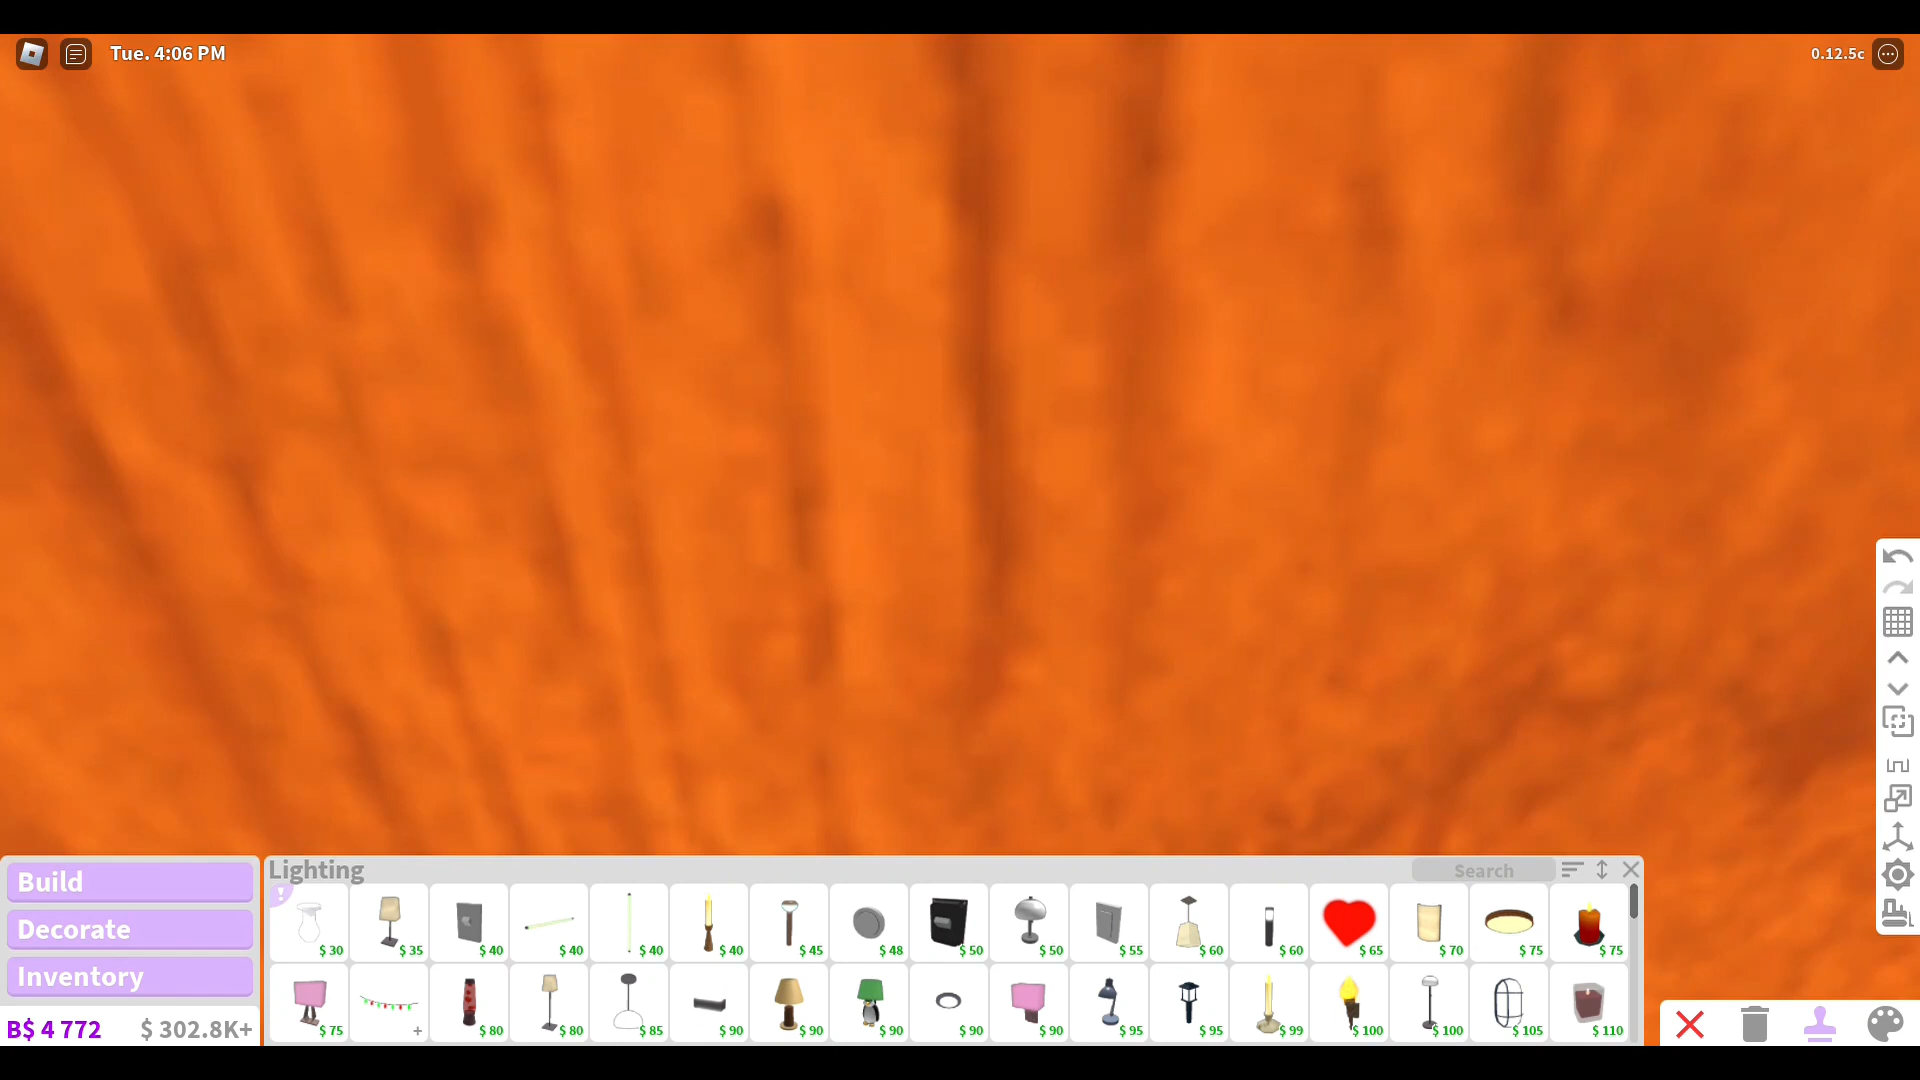 Tue. 4:06 PM
0.12.5c
Build
Decorate
Inventory
B$ 4 772 $ 302.8K+
Lighting
Search
$ 30 $ 35 $ 40 $ 40 $ 40 $ 40 $ 45 $ 48 $ 50 $ 50 $ 55 $ 60 $ 60 $ 65 $ 70 $ 75 $ 75
$ 75 + $ 80 $ 80 $ 85 $ 90 $ 90 $ 90 $ 90 $ 90 $ 95 $ 95 $ 99 $ 100 $ 100 $ 105 $ 110